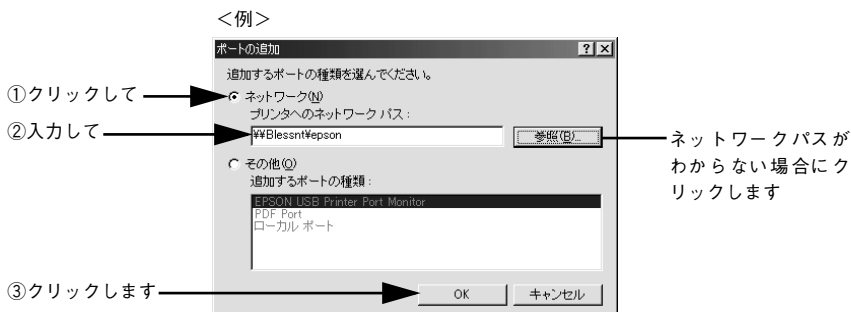 ＜例＞
ポートの追加
追加するポートの種類を選んでください。
①クリックして
ネットワーク(N)
プリンタへのネットワーク パス：
②入力して
¥¥Blessnt¥epson
参照(B)...
ネットワークパスが
わからない場合にク
リックします
その他(O)
追加するポートの種類：
EPSON USB Printer Port Monitor
PDF Port
ローカル ポート
③クリックします
OK
キャンセル